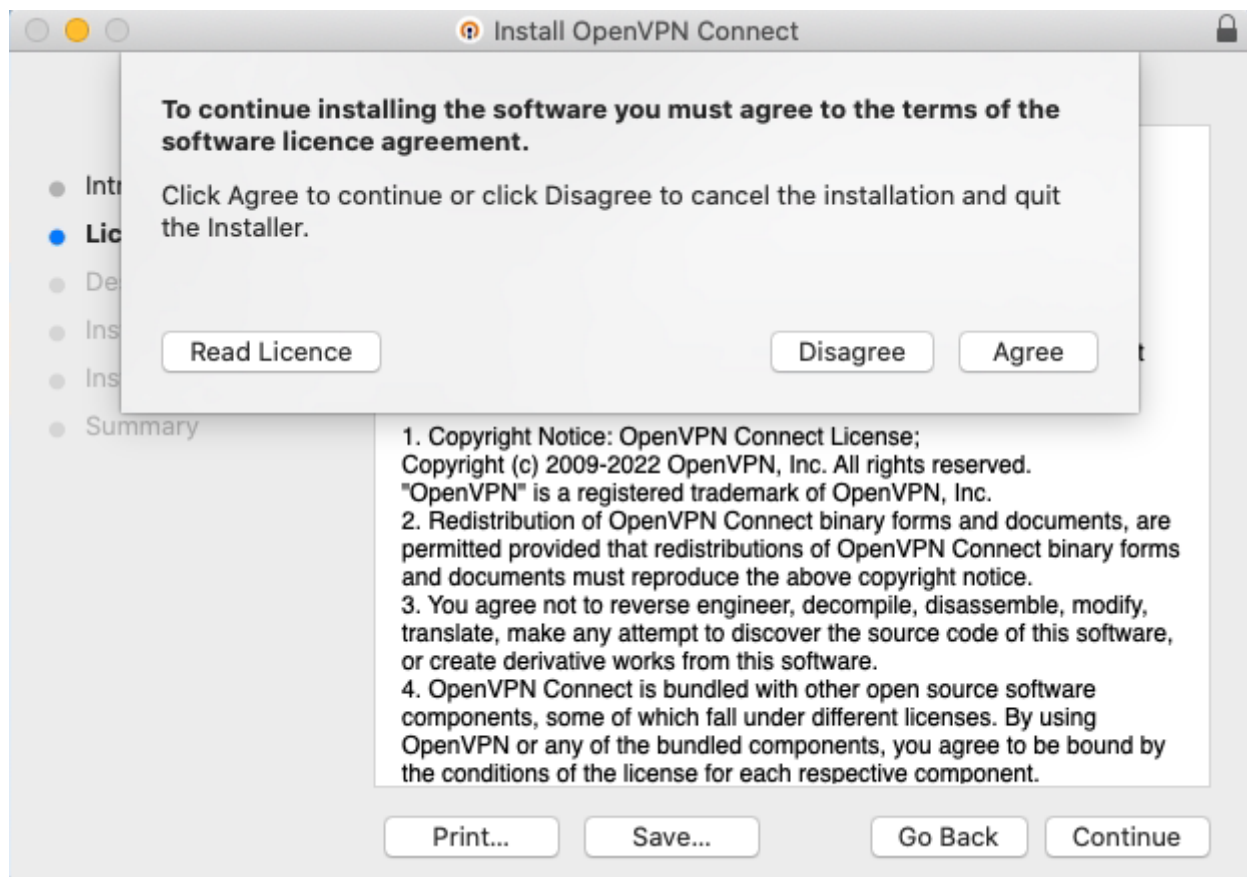 Install OpenVPN Connect
To continue installing the software you must agree to the terms of the
software licence agreement.
Click Agree to continue or click Disagree to cancel the installation and quit
the Installer.
Read Licence
Disagree
Agree
Intr
Lic
De
Ins
Ins
Summary
t
1. Copyright Notice: OpenVPN Connect License;
Copyright (c) 2009-2022 OpenVPN, Inc. All rights reserved.
"OpenVPN" is a registered trademark of OpenVPN, Inc.
2. Redistribution of OpenVPN Connect binary forms and documents, are
permitted provided that redistributions of OpenVPN Connect binary forms
and documents must reproduce the above copyright notice.
3. You agree not to reverse engineer, decompile, disassemble, modify,
translate, make any attempt to discover the source code of this software,
or create derivative works from this software.
4. OpenVPN Connect is bundled with other open source software
components, some of which fall under different licenses. By using
OpenVPN or any of the bundled components, you agree to be bound by
the conditions of the license for each respective component.
Print...
Save...
Go Back
Continue